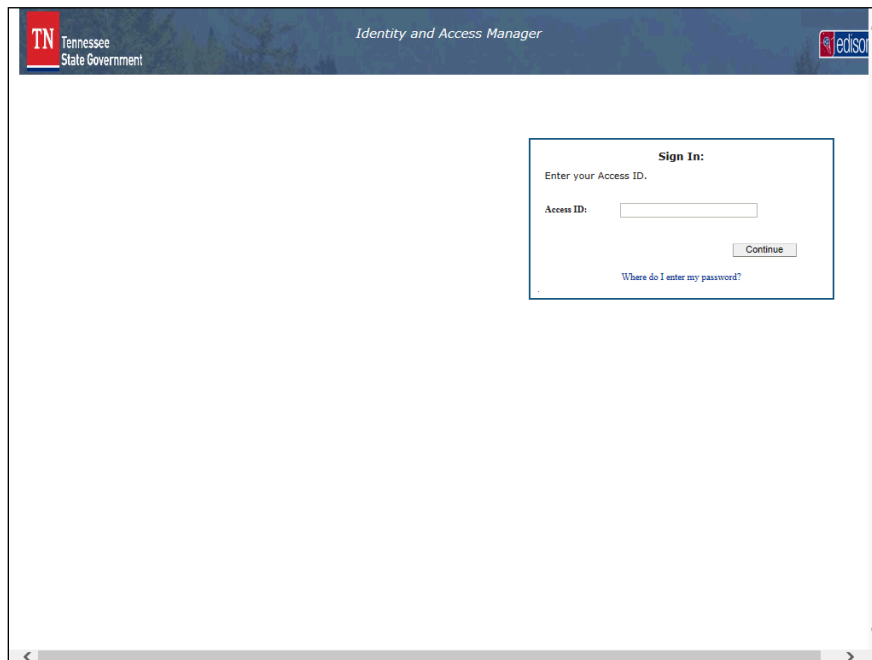 TN Tennessee
State Government
Identity and Access Manager
edison
Sign In:
Enter your Access ID.
Access ID:
Continue
Where do I enter my password?